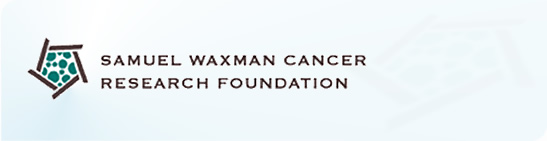 SAMUEL WAXMAN CANCER
RESEARCH FOUNDATION